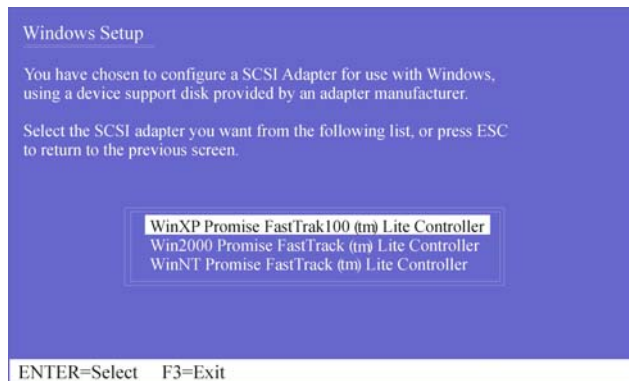 Windows Setup
You have chosen to configure a SCSI Adapter for use with Windows,
using a device support disk provided by an adapter manufacturer.
Select the SCSI adapter you want from the following list, or press ESC
to return to the previous screen.
WinXP Promise FastTrak100 (tm) Lite Controller
Win2000 Promise FastTrack (tm) Lite Controller
WinNT Promise FastTrack (tm) Lite Controller
ENTER=Select F3=Exit